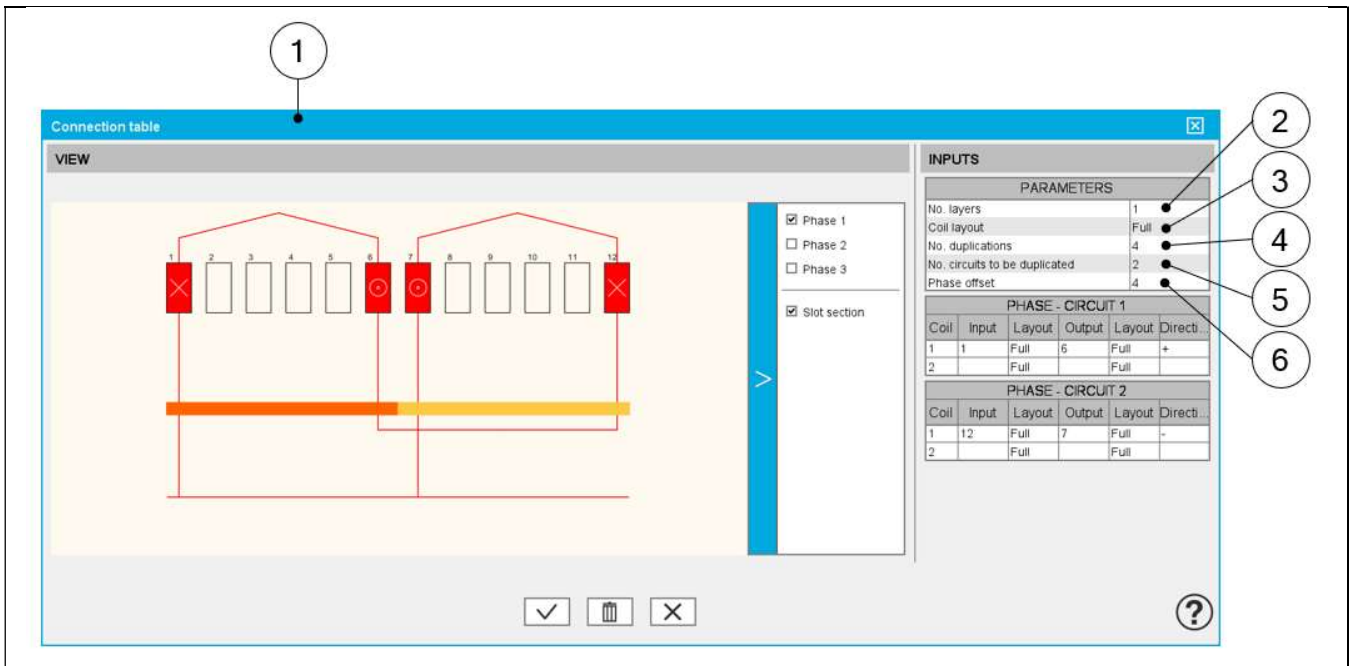 1
Connection table
2
VIEW
INPUTS
3
PARAMETERS
No. layers 1
Coil layout Full
4
No. duplications 4
No. circuits to be duplicated 2
5
Phase offset 4
6
Phase 1
Phase 2
Phase 3
Slot section
1 2 3 4 5 6 7 8 9 10 11 12
>
PHASE - CIRCUIT 1
Coil Input Layout Output Layout Directi...
1 1 Full 6 Full +
2 Full Full
PHASE - CIRCUIT 2
Coil Input Layout Output Layout Directi...
1 12 Full 7 Full -
2 Full Full
?